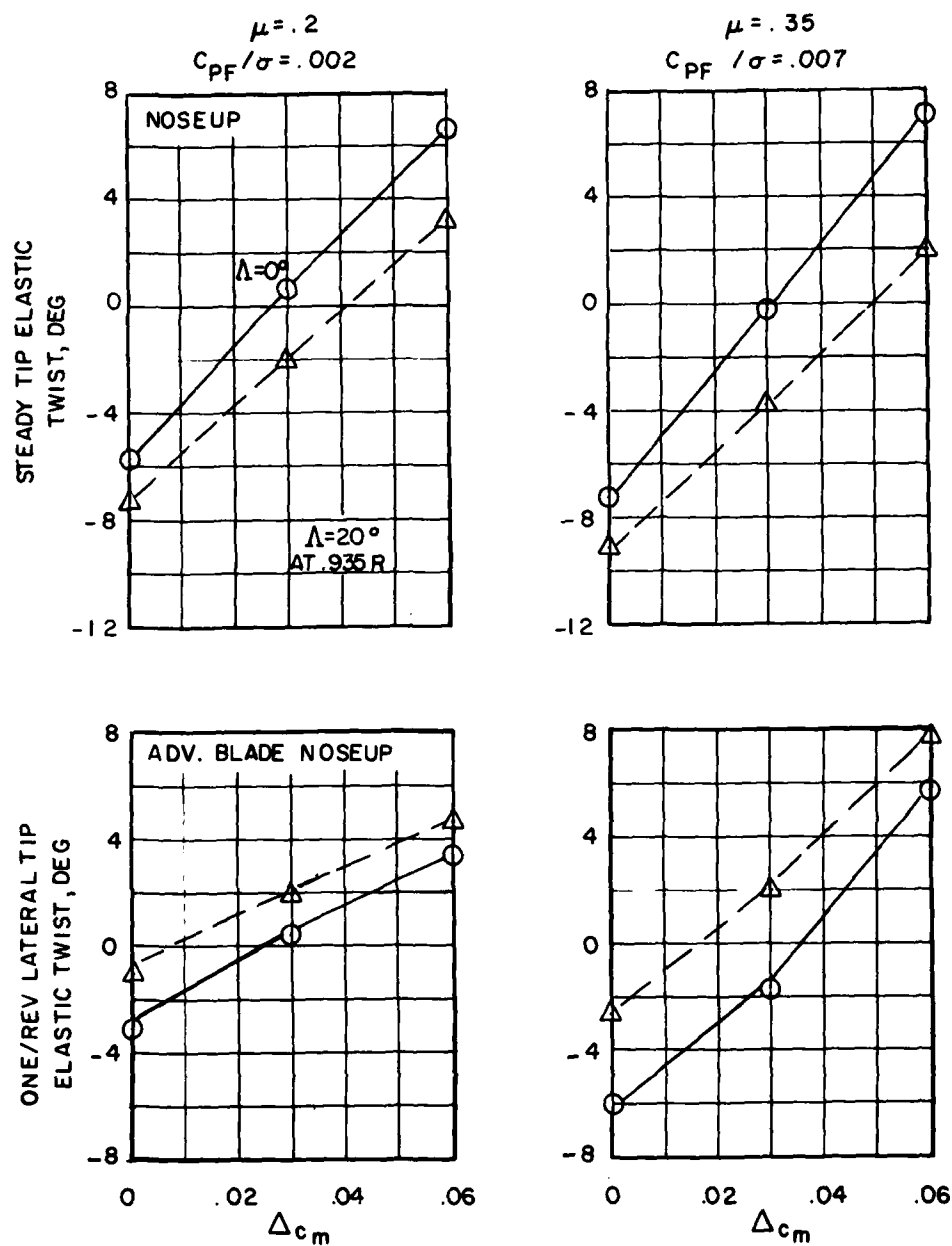 μ=.2
C_PF/σ=.002
μ=.35
C_PF /σ=.007
STEADY TIP ELASTIC
TWIST, DEG
8
4
0
-4
-8
-12
NOSEUP
Λ=0°
Λ=20°
AT .935R
8
4
0
-4
-8
-12
ONE/REV LATERAL TIP
ELASTIC TWIST, DEG
8
4
0
-4
-8
ADV. BLADE NOSEUP
0 .02 .04 .06
Δc_m
8
4
0
-4
-8
0 .02 .04 .06
Δc_m